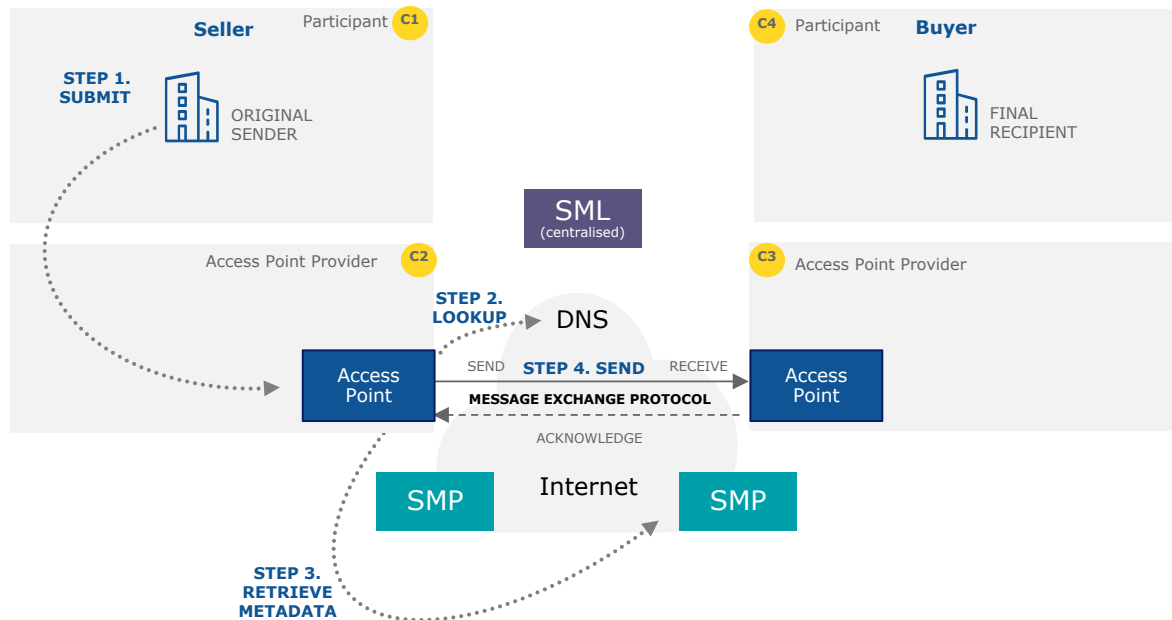 Seller
Participant
C1
C4
Participant
Buyer
STEP 1.
SUBMIT
ORIGINAL
SENDER
FINAL
RECIPIENT
SML
(centralised)
Access Point Provider
C2
C3
Access Point Provider
STEP 2.
LOOKUP
DNS
Access
Point
SEND
STEP 4. SEND
RECEIVE
MESSAGE EXCHANGE PROTOCOL
ACKNOWLEDGE
Access
Point
Internet
SMP
SMP
STEP 3.
RETRIEVE
METADATA